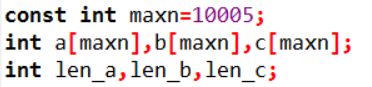 const int maxn=10005;
int a[maxn],b[maxn],c[maxn];
int len_a,len_b,len_c;